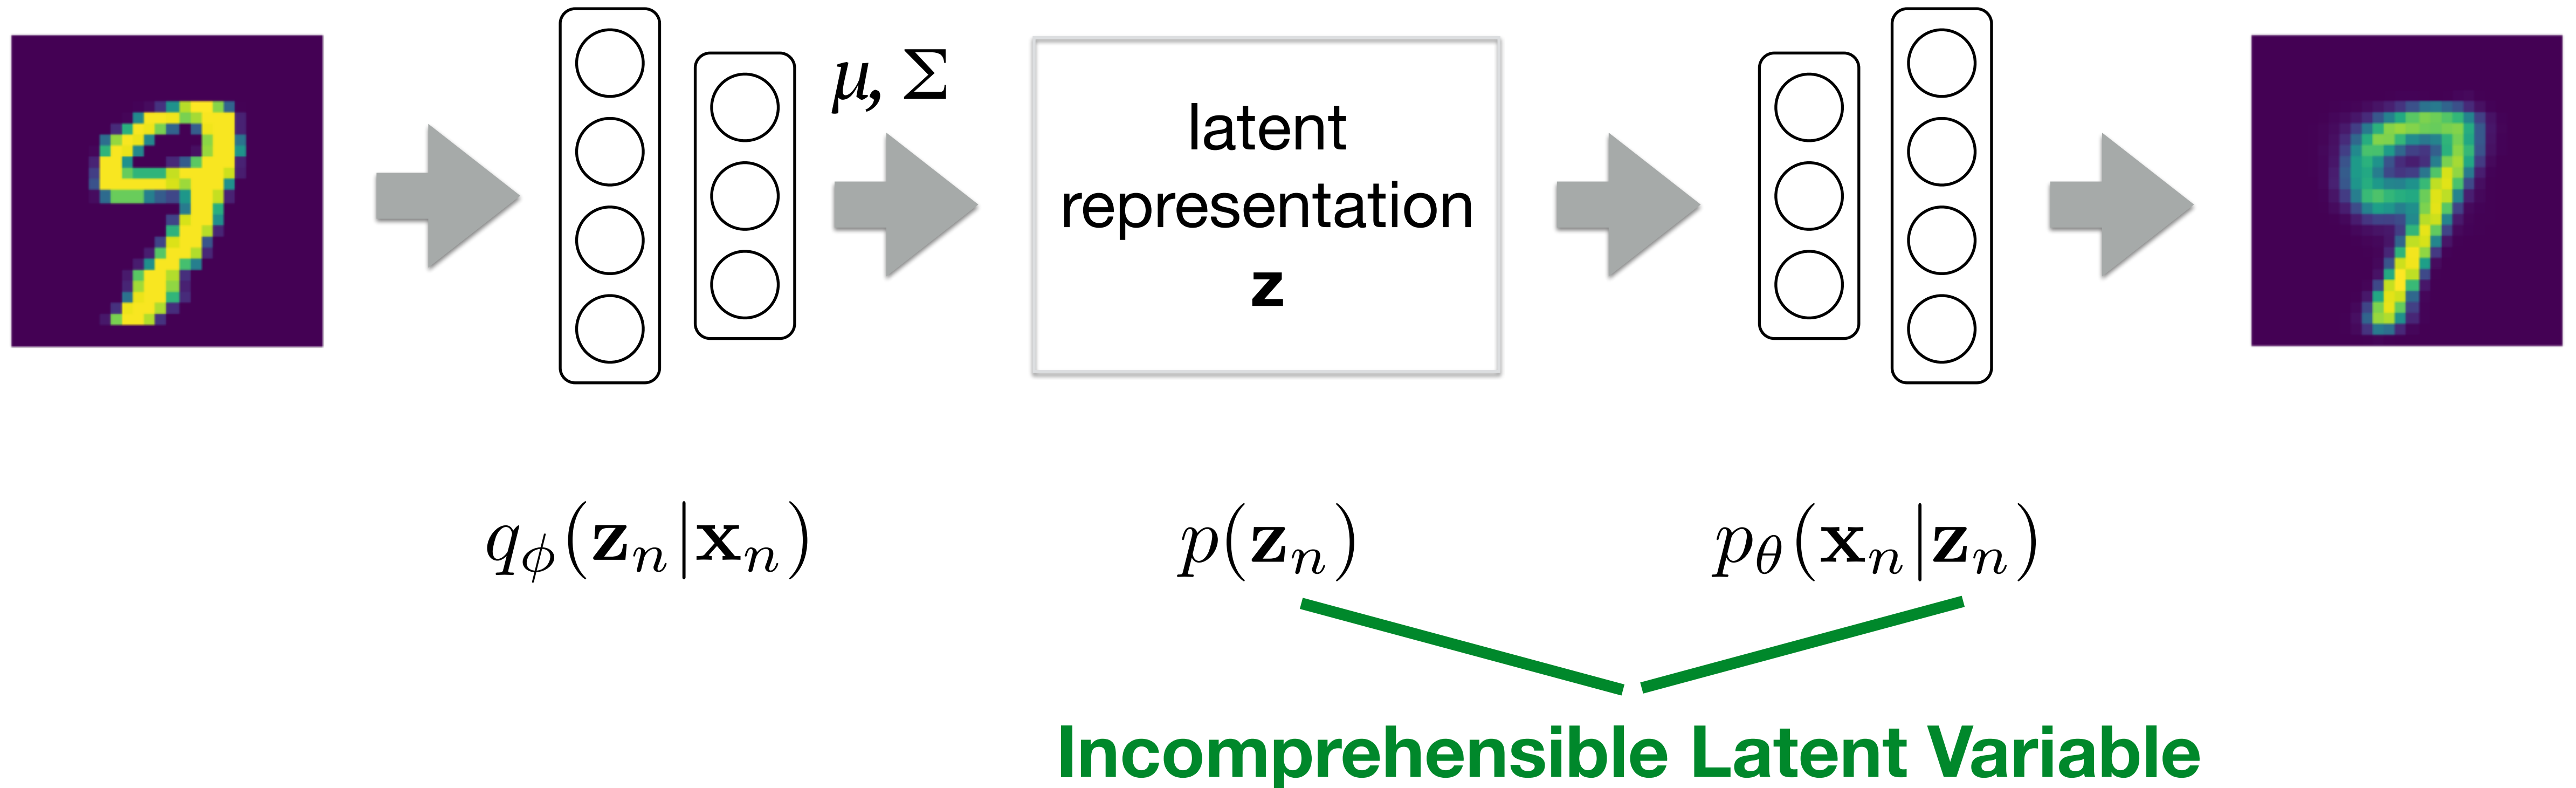 μ, Σ
latent
representation
z
qϕ(zn|xn)
p(zn)
pθ(xn|zn)
Incomprehensible Latent Variable